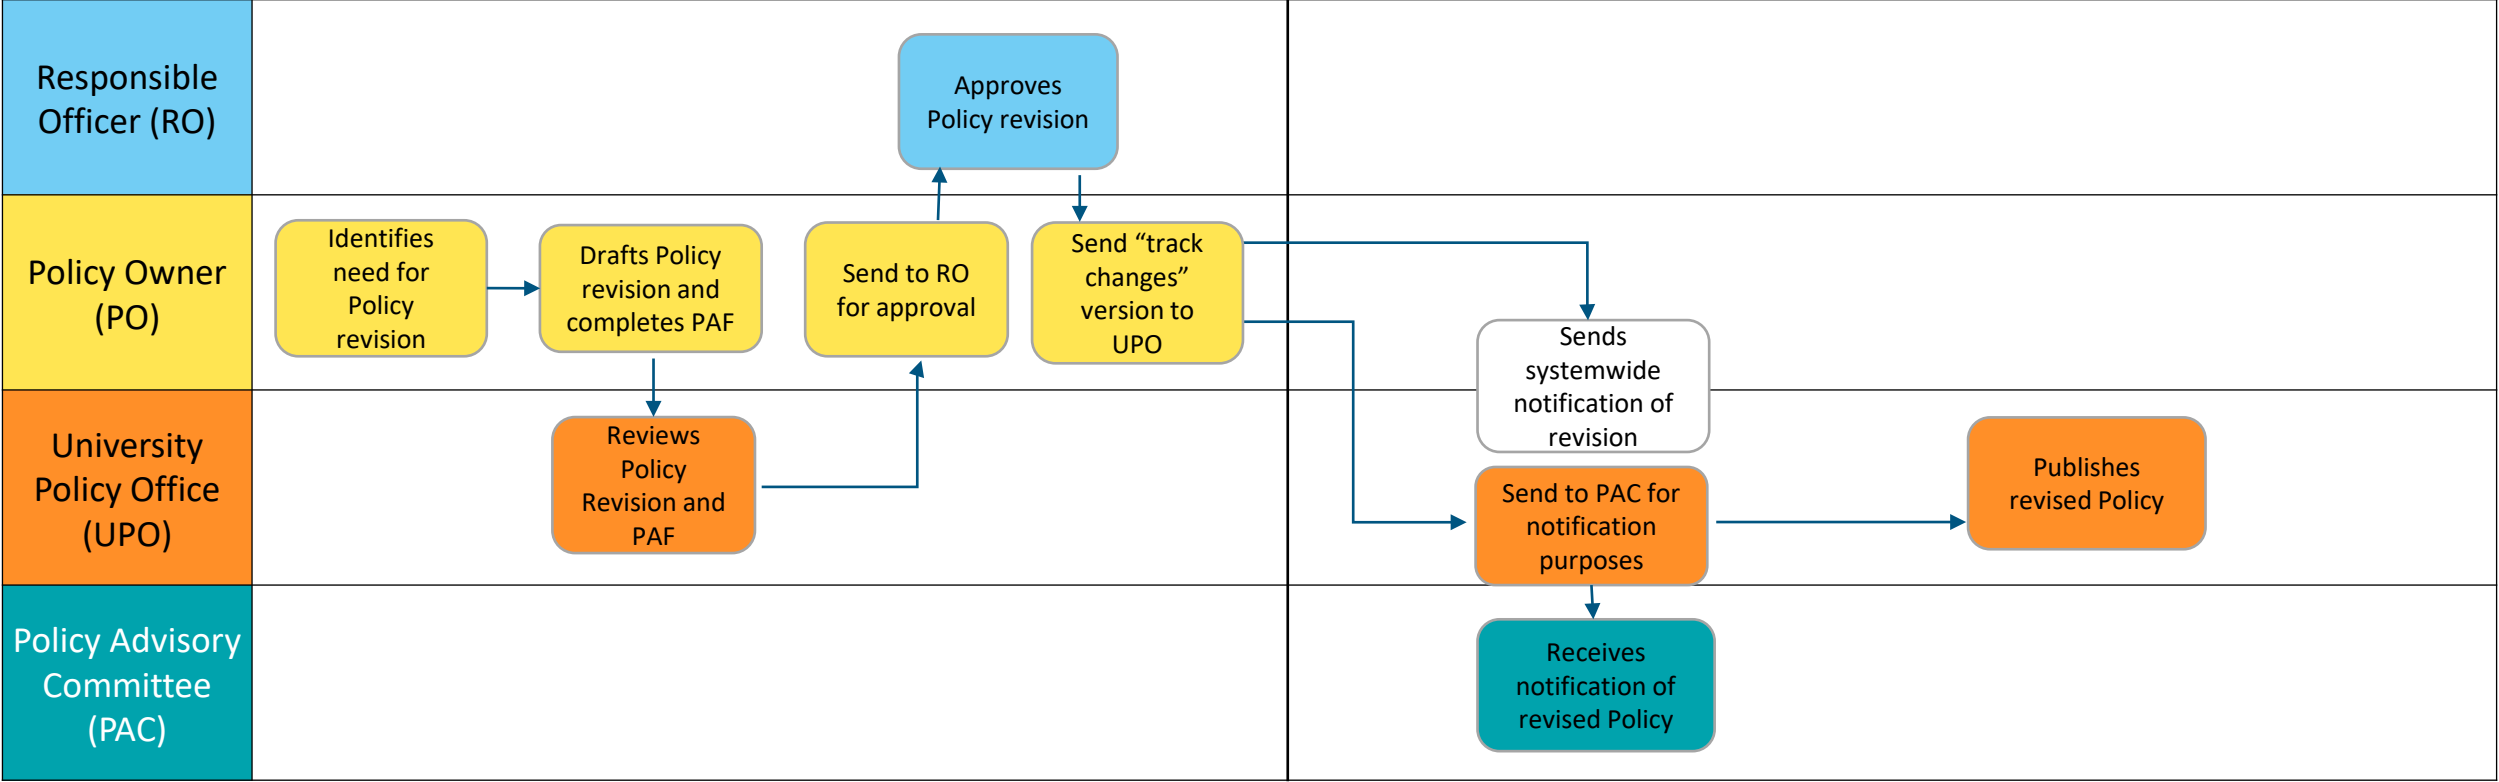 Responsible
Officer (RO)
Approves
Policy revision
Policy Owner
(PO)
Identifies
need for
Policy
revision
Drafts Policy
revision and
completes PAF
Send to RO
for approval
Send “track
changes”
version to
UPO
Sends
systemwide
notification of
revision
University
Policy Office
(UPO)
Reviews
Policy
Revision and
PAF
Send to PAC for
notification
purposes
Publishes
revised Policy
Policy Advisory
Committee
(PAC)
Receives
notification of
revised Policy